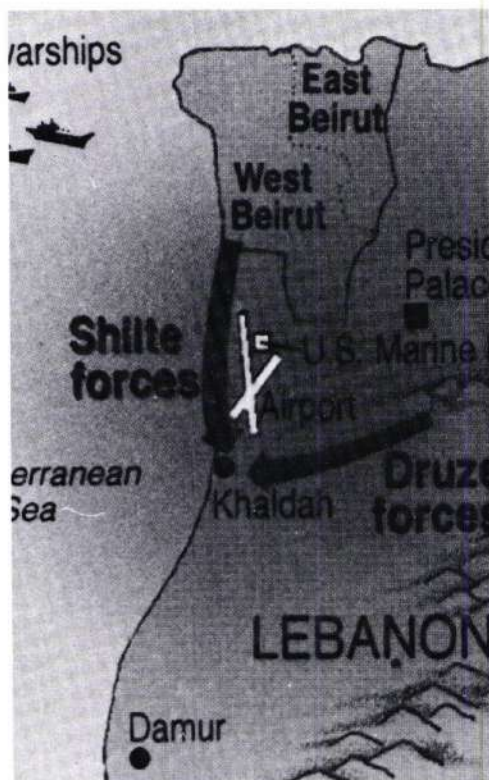 warships
East
Beirut
West
Beirut
Presid
Palac
Shiite
forces
U.S. Marine
Airport
erranean
Sea
Khaldah
Druze
forces
LEBANON
Damur